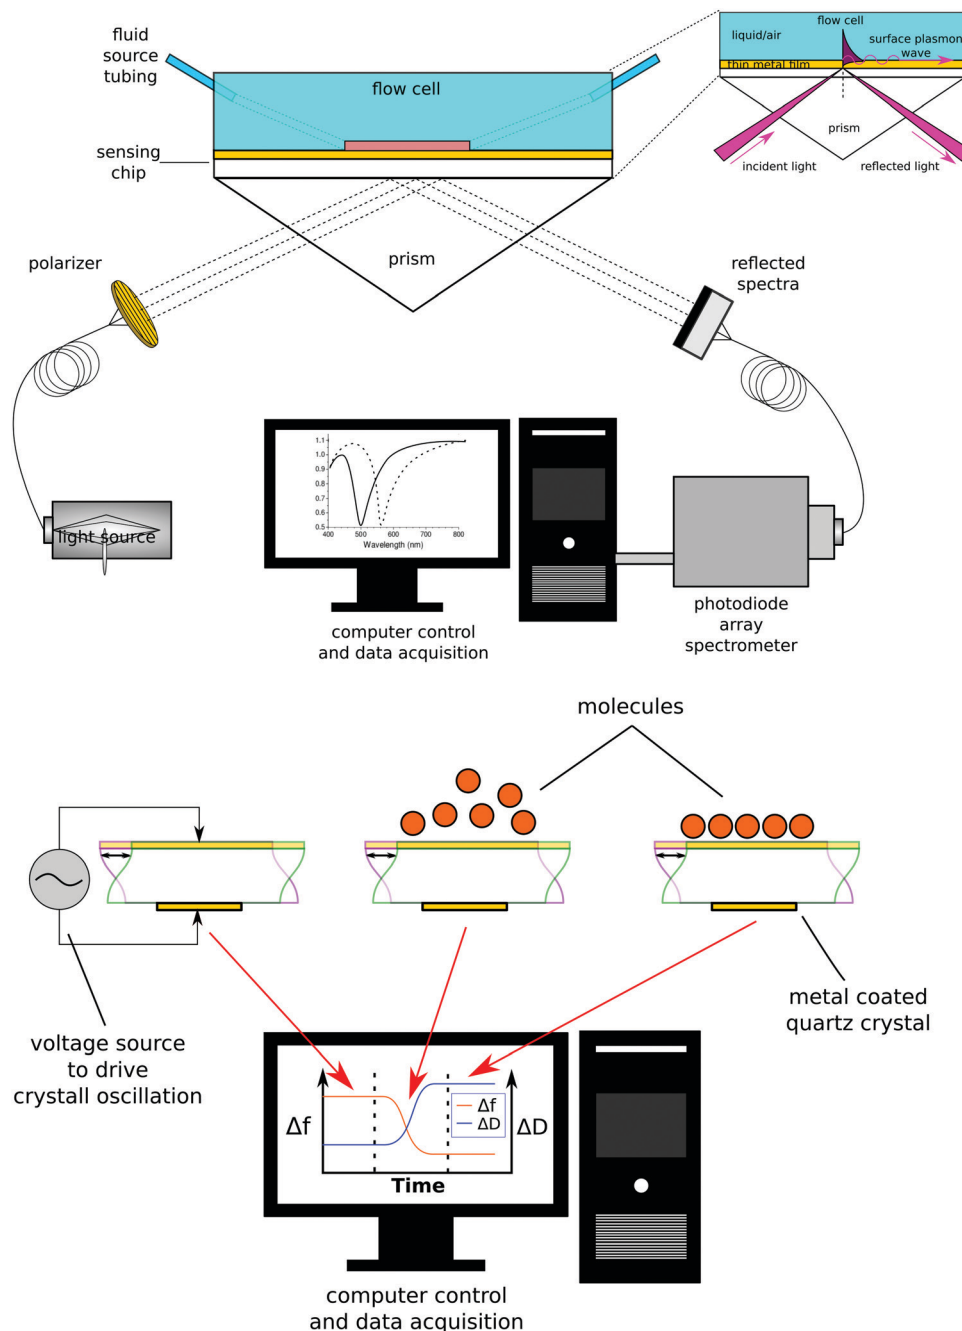 fluid
source
tubing
flow cell
sensing
chip
prism
flow cell
liquid/air
surface plasmon
wave
thin metal film
prism
incident light
reflected light
polarizer
reflected
spectra
light source
1.1
1.0
0.9
0.8
0.7
0.6
0.5
400 500 600 700 800
Wavelength (nm)
computer control
and data acquisition
photodiode
array
spectrometer
molecules
voltage source
to drive
crystall oscillation
metal coated
quartz crystal
Δf
Δf
ΔD
ΔD
Time
computer control
and data acquisition